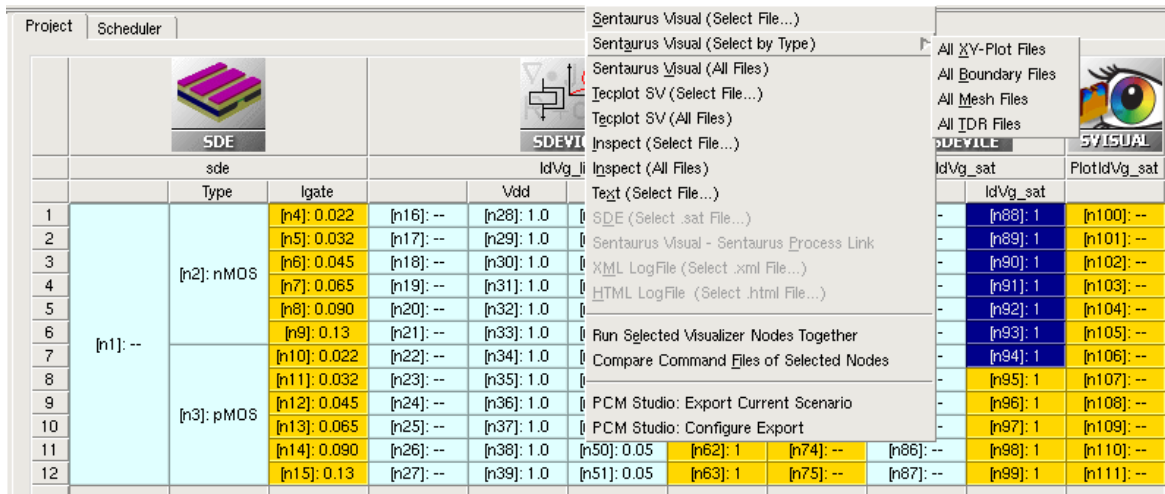 Project Scheduler
Sentaurus Visual (Select File...)
Sentaurus Visual (Select by Type)
Sentaurus Visual (All Files)
Tecplot SV (Select File...)
Tecplot SV (All Files)
Inspect (Select File...)
Inspect (All Files)
Text (Select File...)
SDE (Select .sat File...)
Sentaurus Visual - Sentaurus Process Link
XML LogFile (Select .xml File...)
HTML LogFile (Select .html File...)
Run Selected Visualizer Nodes Together
Compare Command Files of Selected Nodes
PCM Studio: Export Current Scenario
PCM Studio: Configure Export
All XY-Plot Files
All Boundary Files
All Mesh Files
All TDR Files
SDE SVISUAL
sde IdVg_sat PlotIdVg_sat
Type Igate Vdd IdVg_sat
1 [n4]: 0.022 [n16]: -- [n28]: 1.0 [n88]: 1 [n100]: --
2 [n5]: 0.032 [n17]: -- [n29]: 1.0 [n89]: 1 [n101]: --
3 [n6]: 0.045 [n18]: -- [n30]: 1.0 [n90]: 1 [n102]: --
[n2]: nMOS
4 [n7]: 0.065 [n19]: -- [n31]: 1.0 [n91]: 1 [n103]: --
5 [n8]: 0.090 [n20]: -- [n32]: 1.0 [n92]: 1 [n104]: --
6 [n9]: 0.13 [n21]: -- [n33]: 1.0 [n93]: 1 [n105]: --
[n1]: --
7 [n10]: 0.022 [n22]: -- [n34]: 1.0 [n94]: 1 [n106]: --
8 [n11]: 0.032 [n23]: -- [n35]: 1.0 [n95]: 1 [n107]: --
9 [n12]: 0.045 [n24]: -- [n36]: 1.0 [n96]: 1 [n108]: --
[n3]: pMOS
10 [n13]: 0.065 [n25]: -- [n37]: 1.0 [n97]: 1 [n109]: --
11 [n14]: 0.090 [n26]: -- [n38]: 1.0 [n50]: 0.05 [n62]: 1 [n74]: -- [n86]: -- [n98]: 1 [n110]: --
12 [n15]: 0.13 [n27]: -- [n39]: 1.0 [n51]: 0.05 [n63]: 1 [n75]: -- [n87]: -- [n99]: 1 [n111]: --